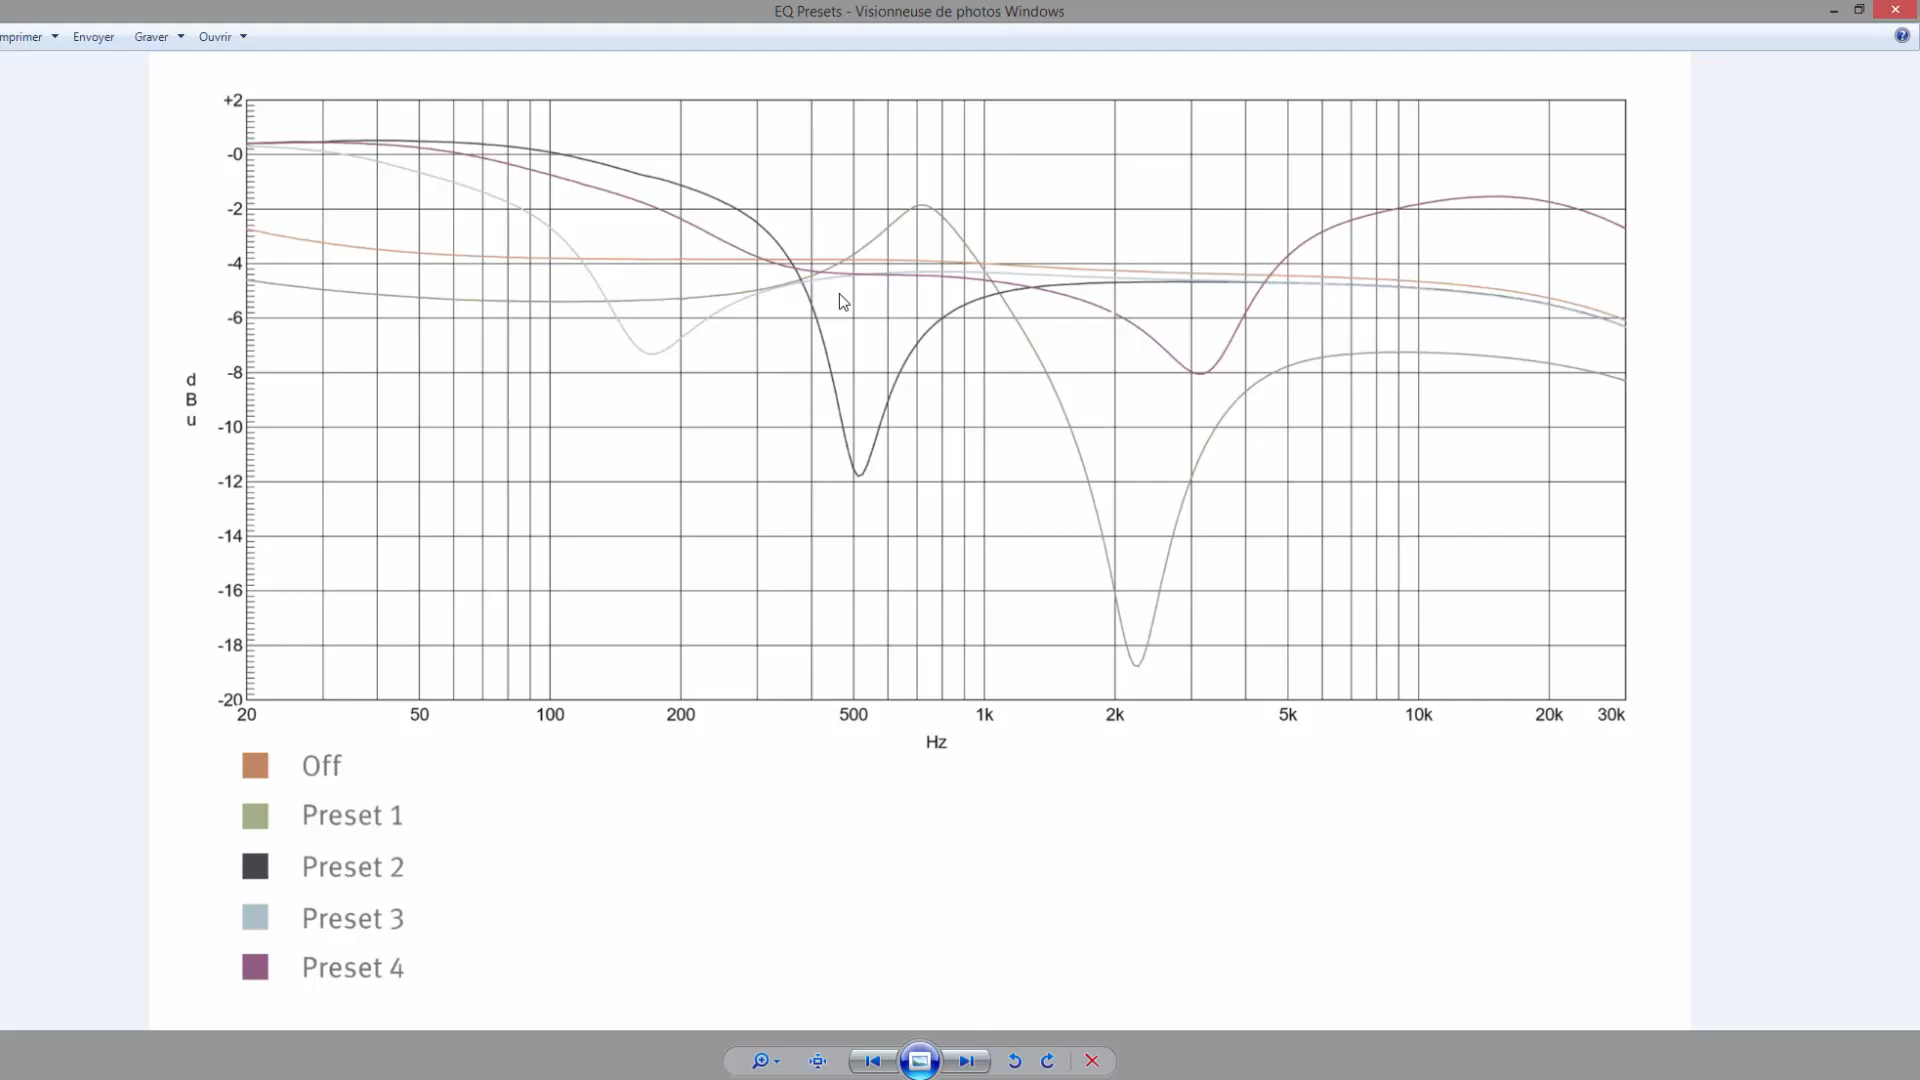 EQ Presets - Visionneuse de photos Windows
mprimer Envoyer Graver Ouvrir
+2
-0
-2
-4
-6
-8
-10
-12
-14
-16
-18
-20
d
B
u
20 50 100 200 500 1k 2k 5k 10k 20k 30k
Hz
Off
Preset 1
Preset 2
Preset 3
Preset 4